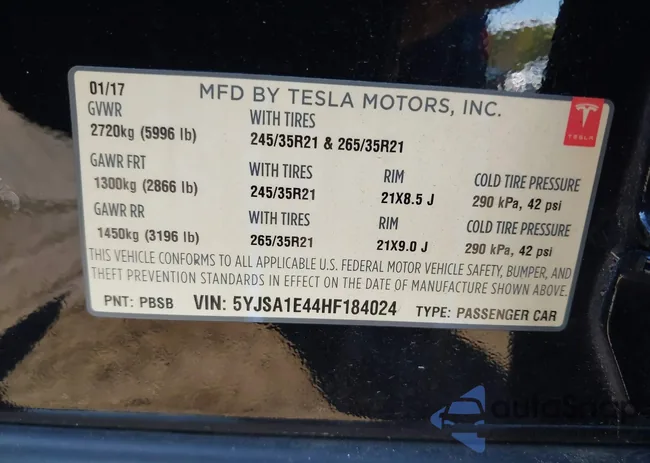 01/17
MFD BY TESLA MOTORS, INC.
TESLA
GVWR
WITH TIRES
2720kg (5996 lb)
245/35R21 & 265/35R21
GAWR FRT
WITH TIRES
RIM
COLD TIRE PRESSURE
1300kg (2866 lb)
245/35R21
21X8.5 J
290 kPa, 42 psi
GAWR RR
WITH TIRES
RIM
COLD TIRE PRESSURE
1450kg (3196 lb)
265/35R21
21X9.0 J
290 kPa, 42 psi
THIS VEHICLE CONFORMS TO ALL APPLICABLE U.S. FEDERAL MOTOR VEHICLE SAFETY, BUMPER, AND
THEFT PREVENTION STANDARDS IN EFFECT ON THE DATE OF MANUFACTURE SHOWN ABOVE.
PNT: PBSB
VIN: 5YJSA1E44HF184024
TYPE: PASSENGER CAR
autoSnap